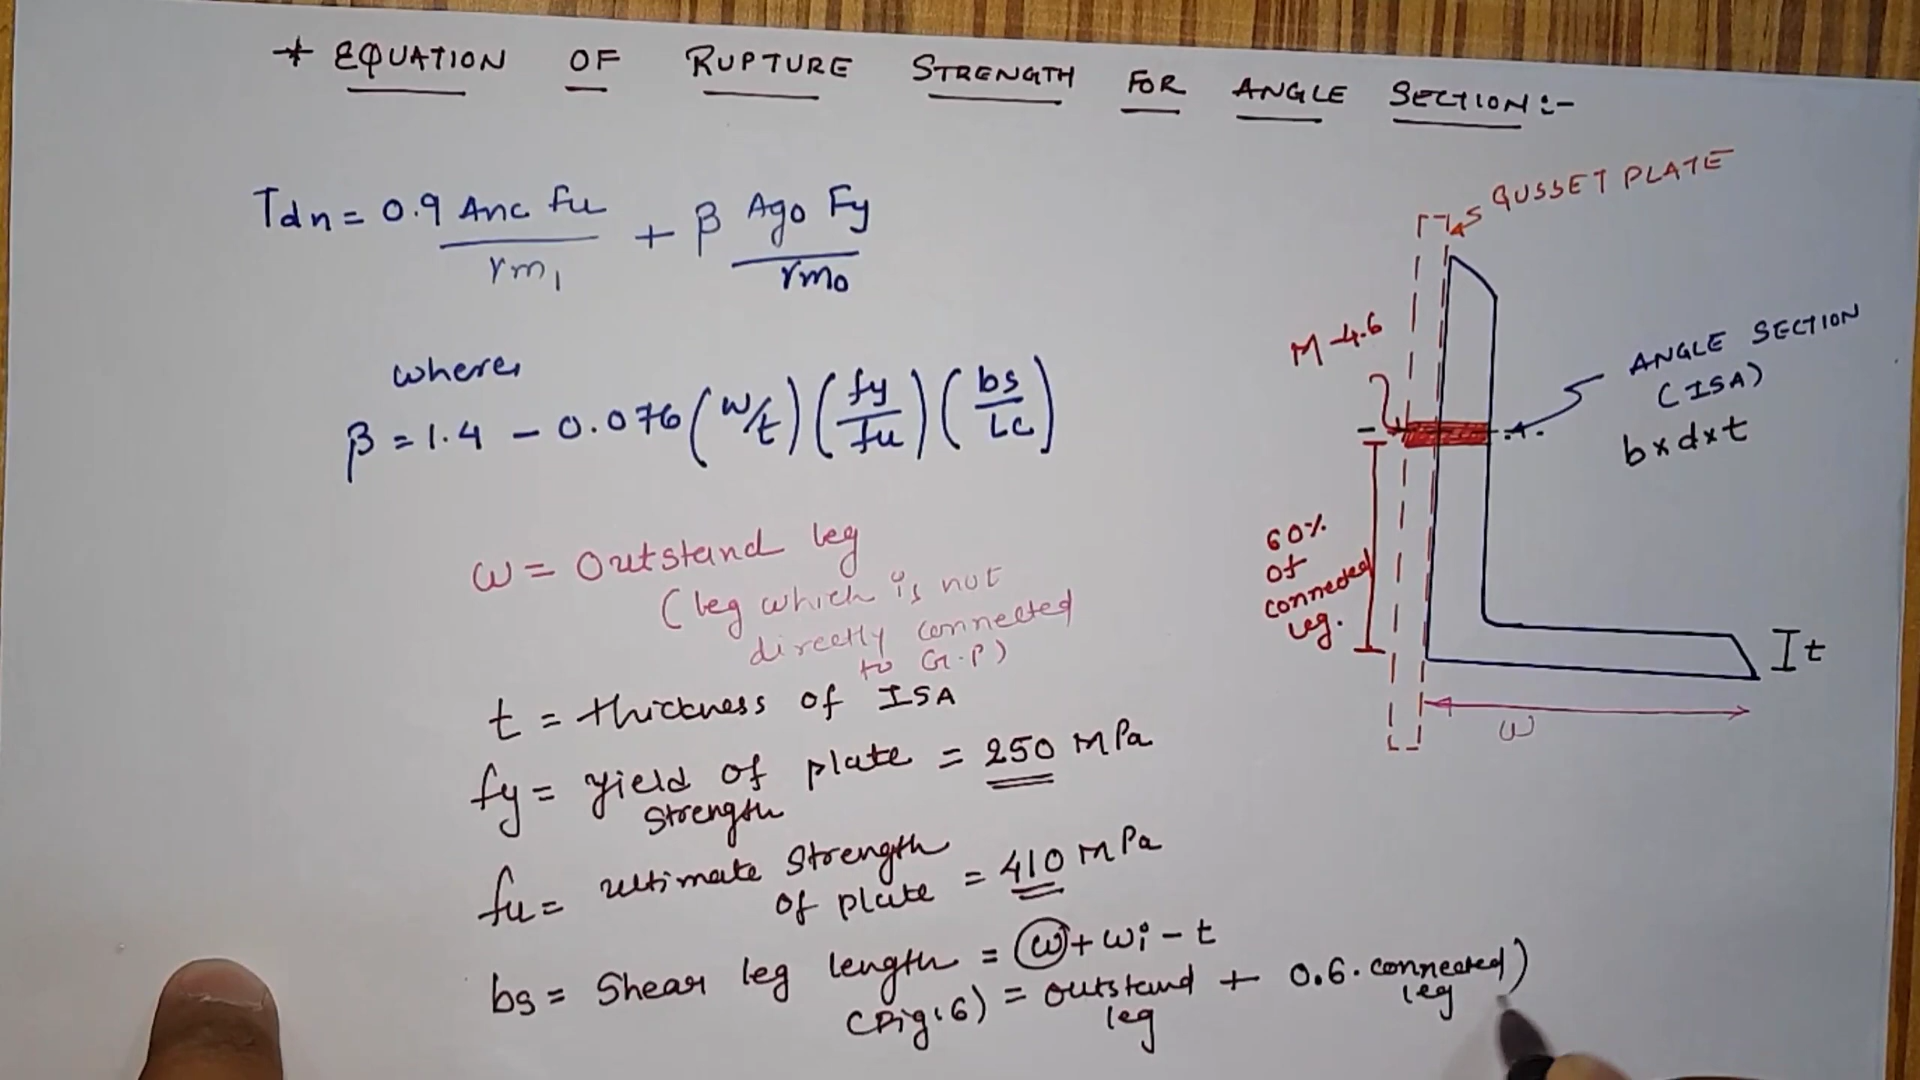 * EQUATION OF RUPTURE STRENGTH FOR ANGLE SECTION :-
Tdn = 0.9 Anc fu / γm1 + β Ago Fy / γm0
where,
β = 1.4 - 0.076 (w/t) (fy/fu) (bs/Lc)
w = Outstand leg
(leg which is not
directly connected
to G.P)
t = thickness of ISA
fy = yield of plate = 250 MPa
Strength
fu = ultimate Strength
of plate = 410 MPa
bs = Shear leg length = w + wi - t
(Fig. 6) = outstand + 0.6 . connected)
leg leg
GUSSET PLATE
M-4.6
ANGLE SECTION
(ISA)
b x d x t
60%
of
connected
leg.
t
w